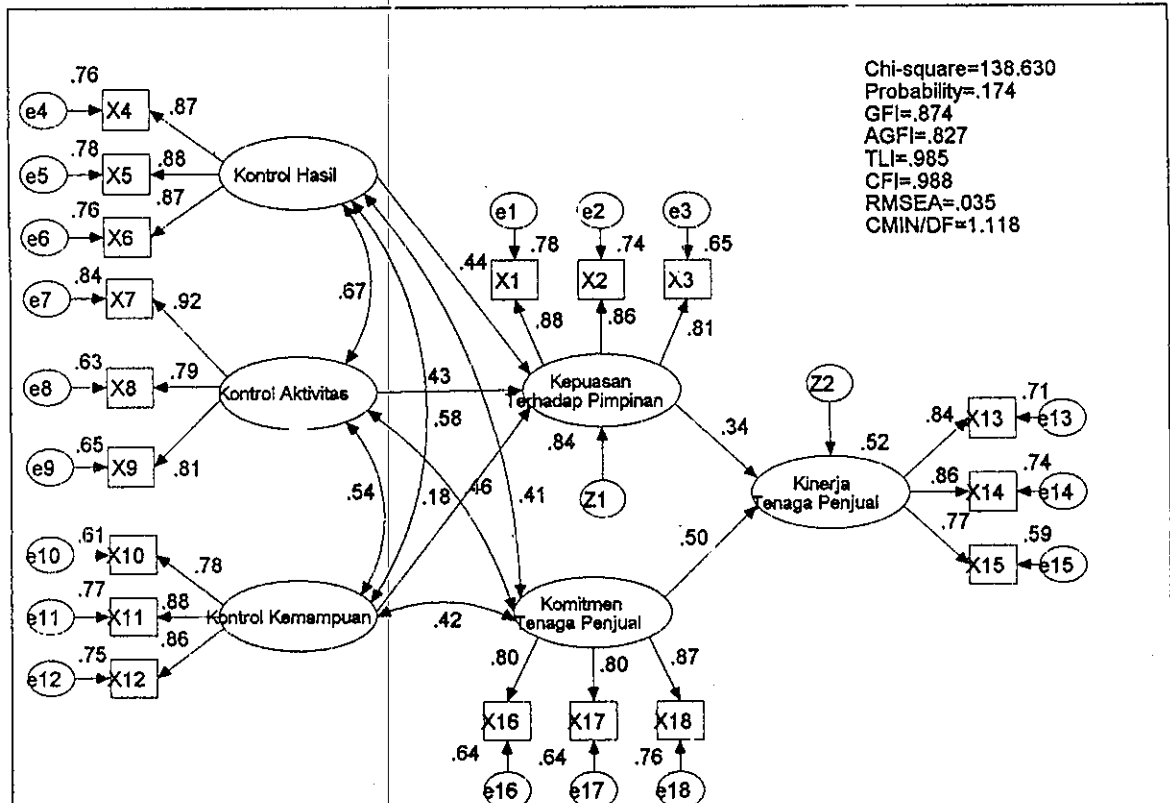 Chi-square=138.630
Probability=.174
GFI=.874
AGFI=.827
TLI=.985
CFI=.988
RMSEA=.035
CMIN/DF=1.118
.76
e4
X4
.87
.78
e5
X5
.88
.76
e6
X6
.87
Kontrol Hasil
.84
e7
X7
.92
.63
e8
X8
.79
.65
e9
X9
.81
Kontrol Aktivitas
.61
e10
X10
.78
.77
e11
X11
.88
.75
e12
X12
.86
Kontrol Kemampuan
.67
.54
.58
.41
.46
.42
.44
.43
.18
e1
e2
e3
.78
.74
.65
X1
X2
X3
.88
.86
.81
Kepuasan
Terhadap Pimpinan
.84
Z1
.34
.50
Z2
.52
Kinerja
Tenaga Penjual
.84
X13
.71
e13
.86
X14
.74
e14
.77
X15
.59
e15
Komitmen
Tenaga Penjual
.80
.80
.87
X16
X17
X18
.64
.64
.76
e16
e17
e18